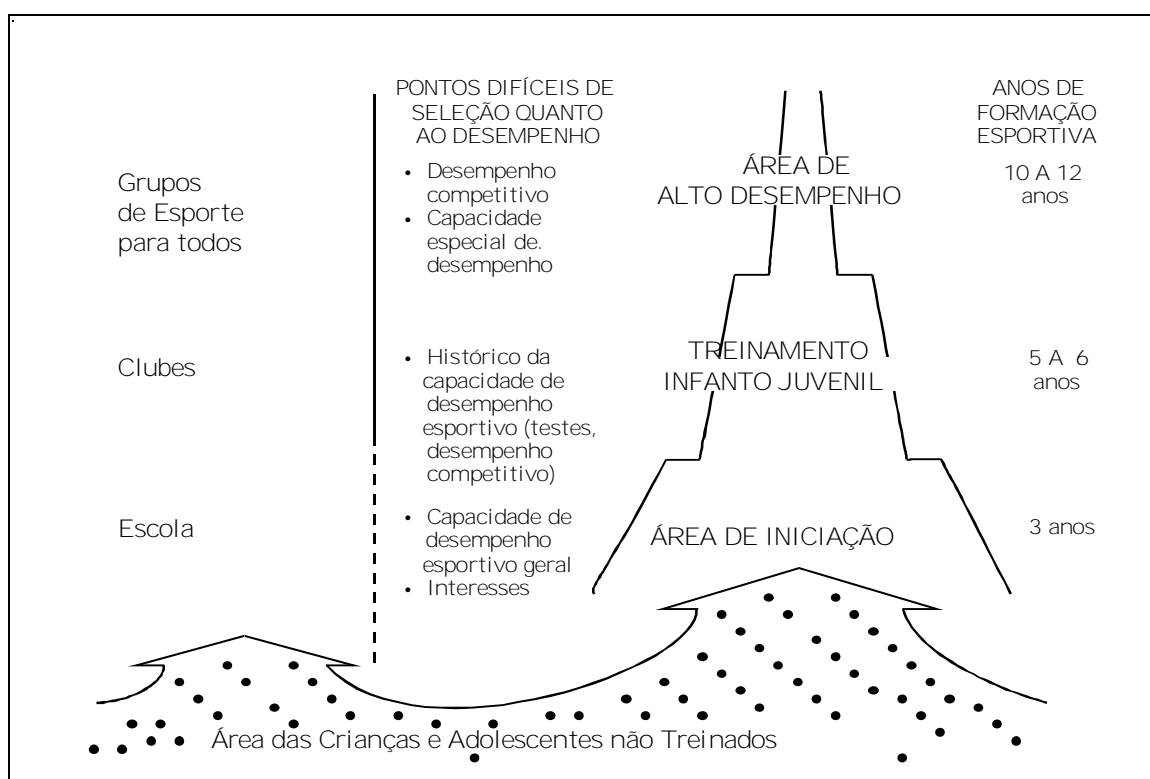 PONTOS DIFÍCEIS DE
SELEÇÃO QUANTO
AO DESEMPENHO
ANOS DE
FORMAÇÃO
ESPORTIVA
Grupos
de Esporte
para todos
• Desempenho
competitivo
• Capacidade
especial de.
desempenho
ÁREA DE
ALTO DESEMPENHO
10 A 12
anos
Clubes
• Histórico da
capacidade de
desempenho
esportivo (testes,
desempenho
competitivo)
TREINAMENTO
INFANTO JUVENIL
5 A 6
anos
Escola
• Capacidade de
desempenho
esportivo geral
• Interesses
ÁREA DE INICIAÇÃO
3 anos
Área das Crianças e Adolescentes não Treinados